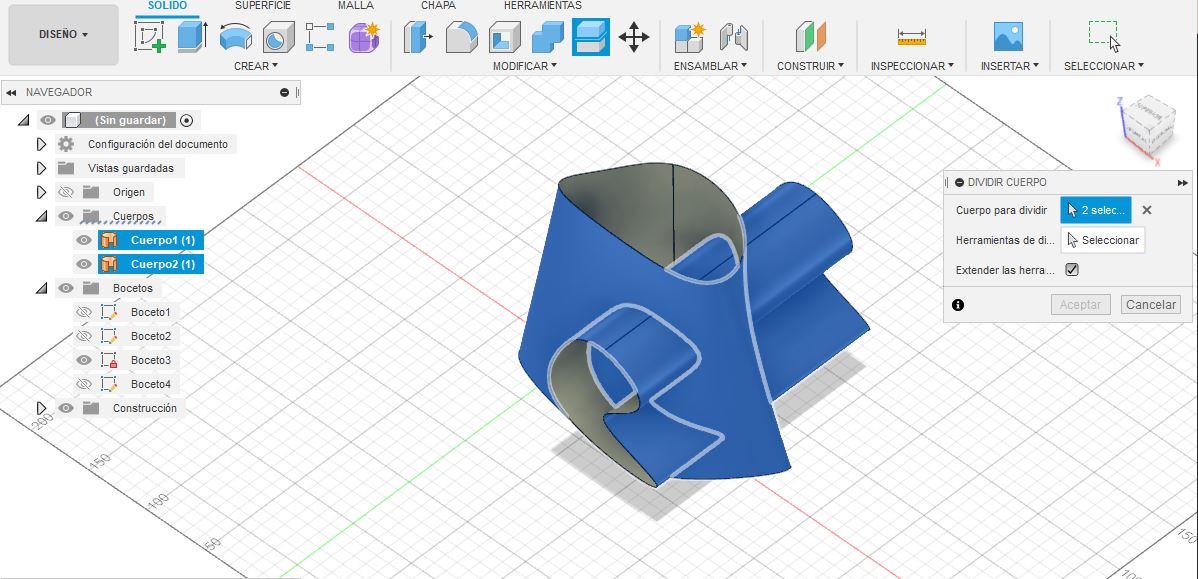 SÓLIDO SUPERFICIE MALLA CHAPA HERRAMIENTAS
DISEÑO
CREAR MODIFICAR ENSAMBLAR CONSTRUIR INSPECCIONAR INSERTAR SELECCIONAR
NAVEGADOR
(Sin guardar)
Configuración del documento
Vistas guardadas
Origen
Cuerpos
Cuerpo1 (1)
Cuerpo2 (1)
Bocetos
Boceto1
Boceto2
Boceto3
Boceto4
Construcción
DIVIDIR CUERPO
Cuerpo para dividir 2 selec...
Herramientas de di... Seleccionar
Extender las herra...
Aceptar Cancelar
Z
X
200
150
100
50
150
100